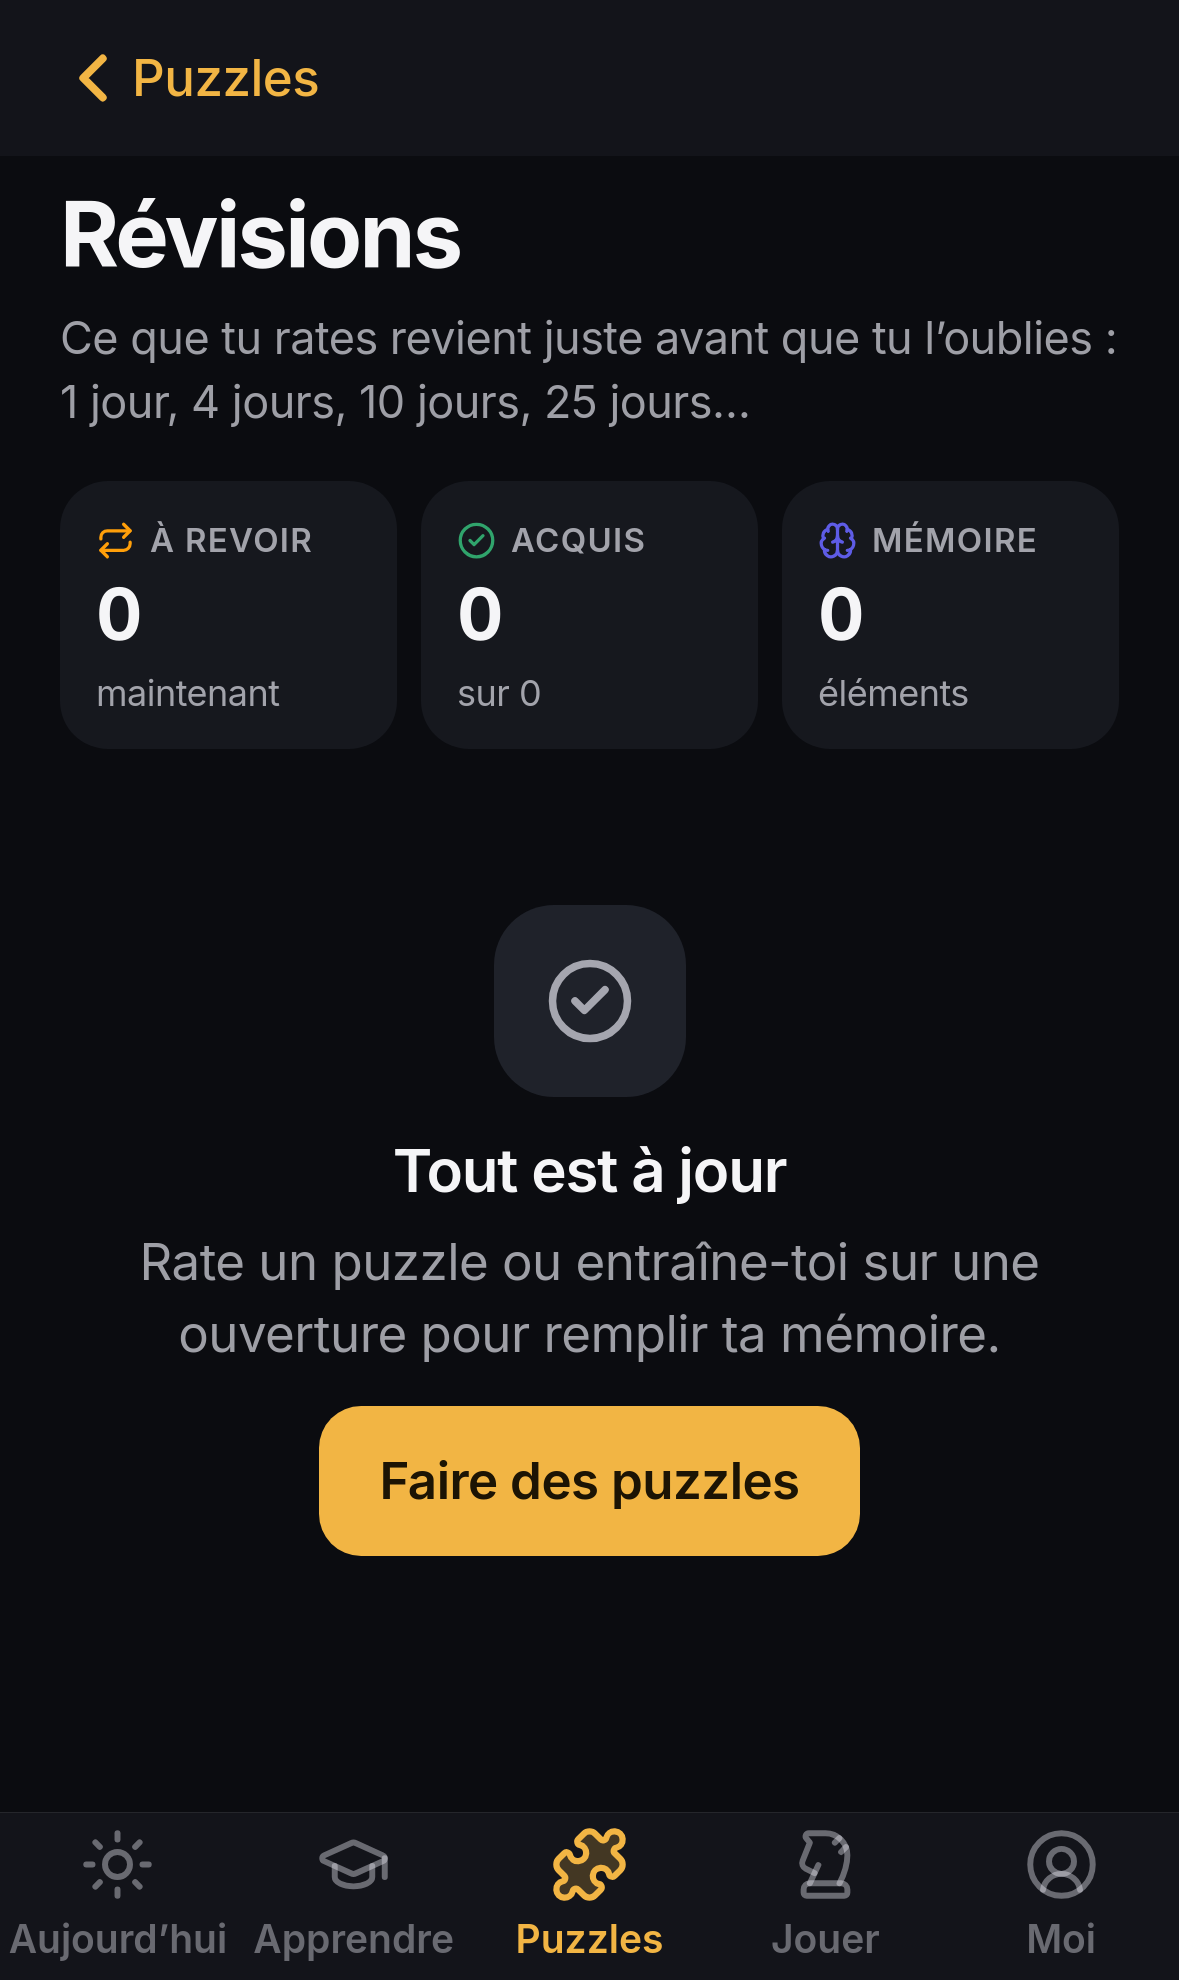 Puzzles
Révisions
Ce que tu rates revient juste avant que tu l’oublies :
1 jour, 4 jours, 10 jours, 25 jours…
À REVOIR
0
maintenant
ACQUIS
0
sur 0
MÉMOIRE
0
éléments
Tout est à jour
Rate un puzzle ou entraîne-toi sur une
ouverture pour remplir ta mémoire.
Faire des puzzles
Aujourd’hui
Apprendre
Puzzles
Jouer
Moi